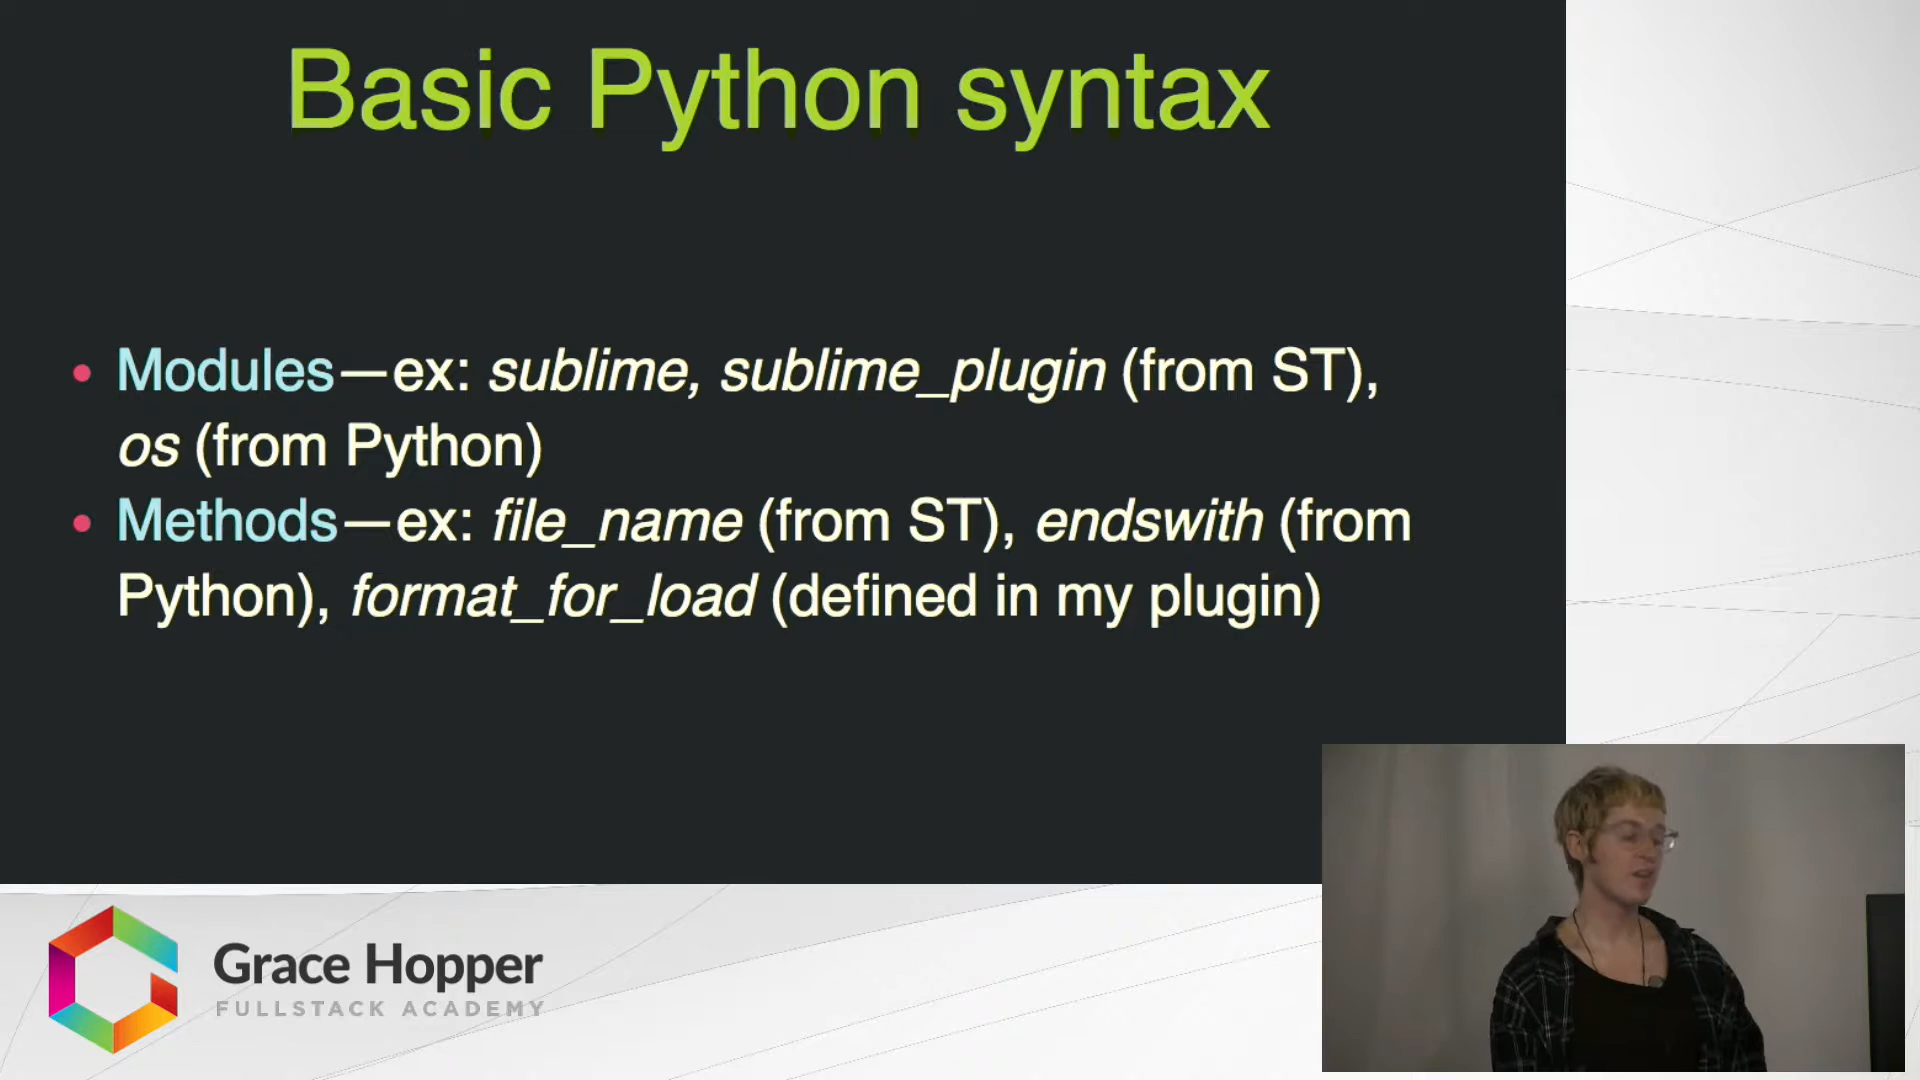 Basic Python syntax
• Modules—ex: sublime, sublime_plugin (from ST),
os (from Python)
• Methods—ex: file_name (from ST), endswith (from
Python), format_for_load (defined in my plugin)
Grace Hopper
FULLSTACK ACADEMY